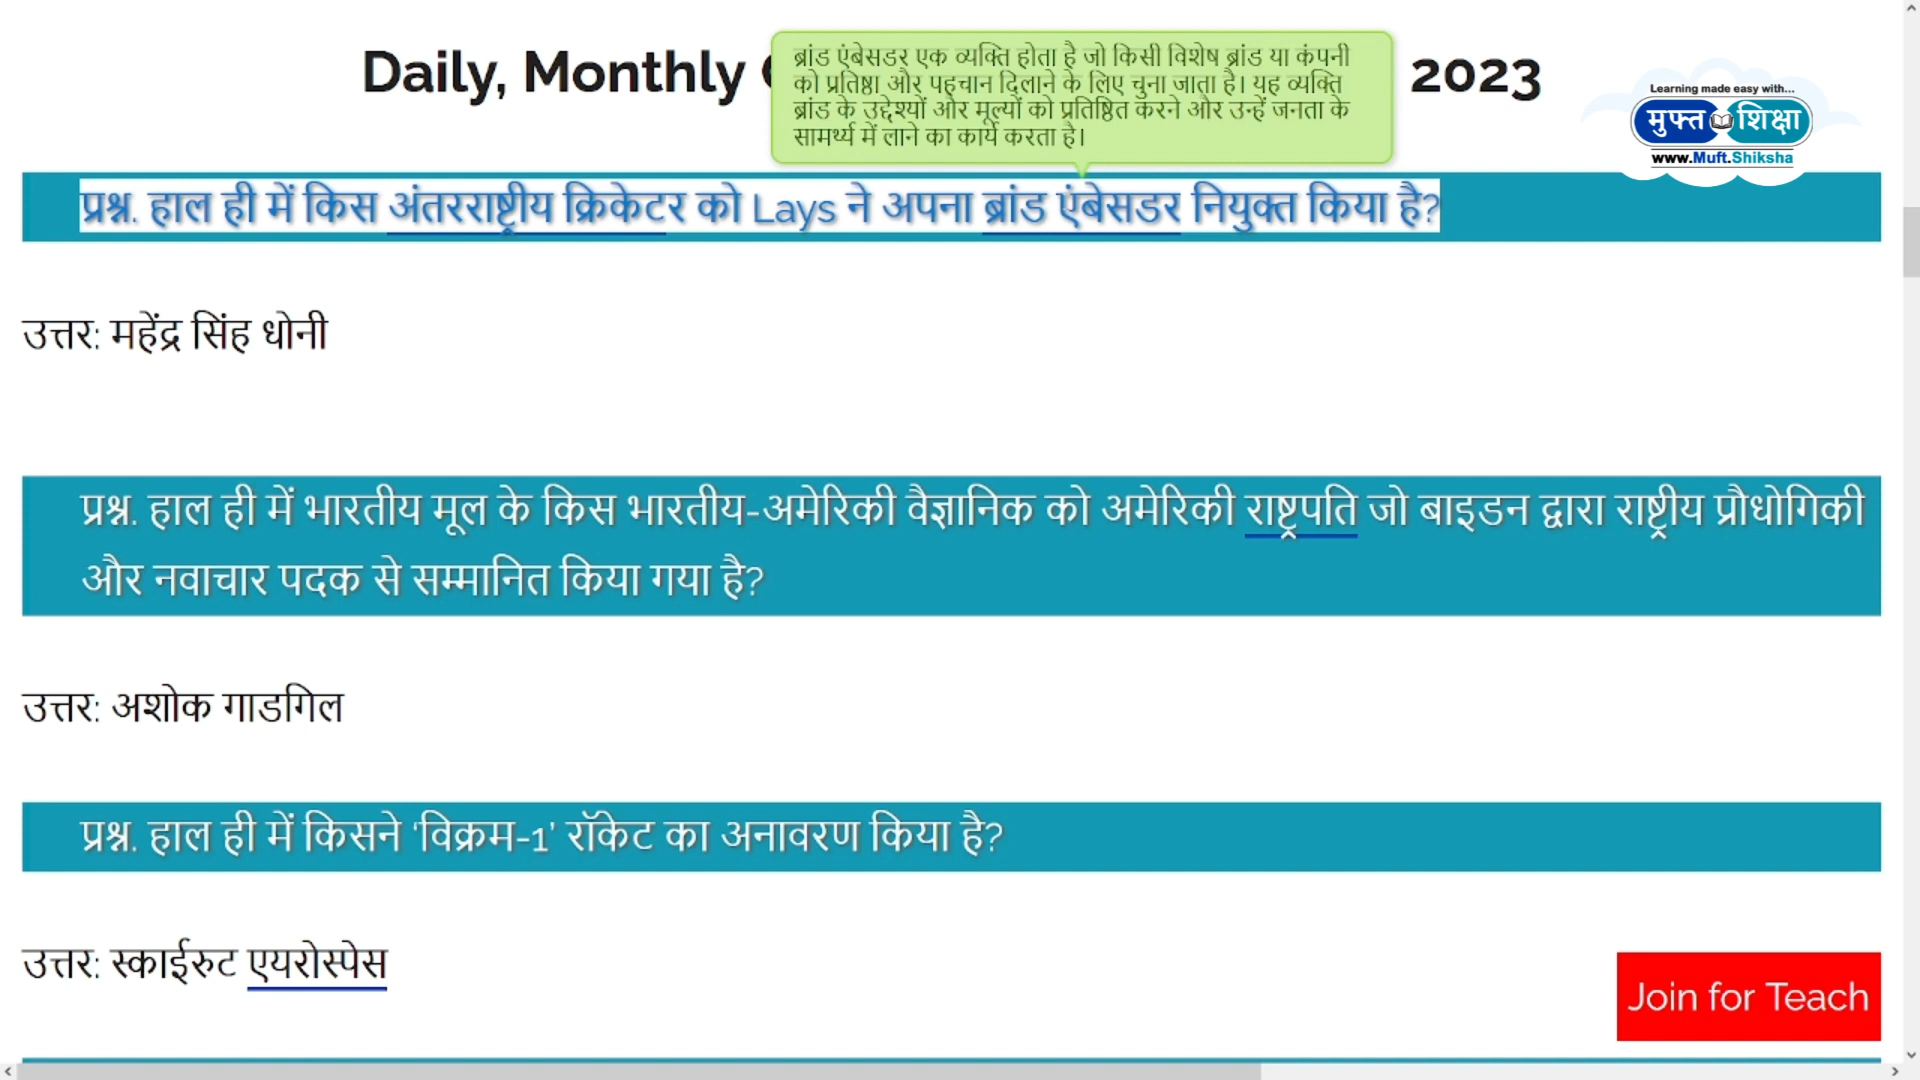 Daily, Monthly
2023
ब्रांड एंबेसडर एक व्यक्ति होता है जो किसी विशेष ब्रांड या कंपनी
को प्रतिष्ठा और पहचान दिलाने के लिए चुना जाता है। यह व्यक्ति
ब्रांड के उद्देश्यों और मूल्यों को प्रतिष्ठित करने और उन्हें जनता के
सामर्थ्य में लाने का कार्य करता है।
Learning made easy with...
मुफ्त शिक्षा
www.Muft.Shiksha
प्रश्न. हाल ही में किस अंतरराष्ट्रीय क्रिकेटर को Lays ने अपना ब्रांड एंबेसडर नियुक्त किया है?
उत्तर: महेंद्र सिंह धोनी
प्रश्न. हाल ही में भारतीय मूल के किस भारतीय-अमेरिकी वैज्ञानिक को अमेरिकी राष्ट्रपति जो बाइडन द्वारा राष्ट्रीय प्रौधोगिकी
और नवाचार पदक से सम्मानित किया गया है?
उत्तर: अशोक गाडगिल
प्रश्न. हाल ही में किसने 'विक्रम-1' रॉकेट का अनावरण किया है?
उत्तर: स्काईरुट एयरोस्पेस
Join for Teach